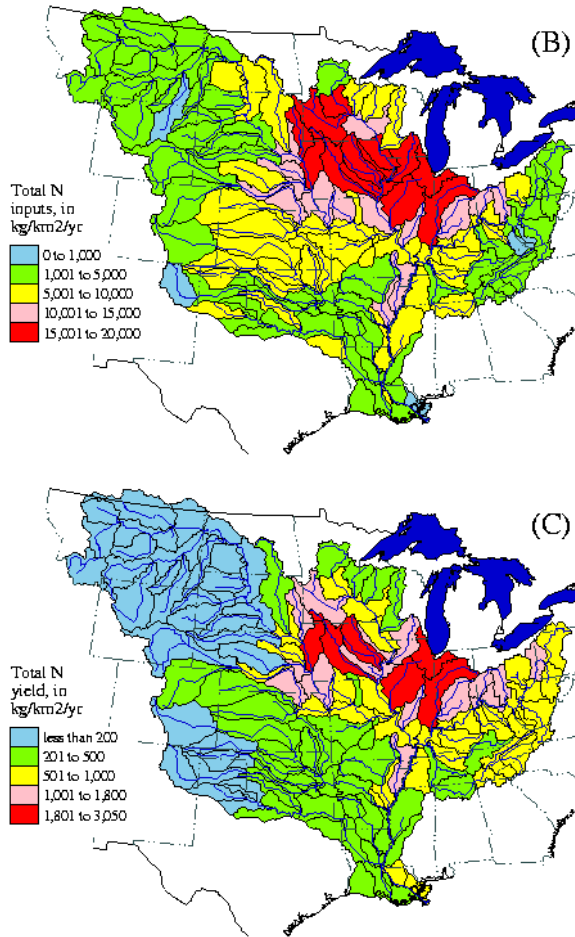 (B)
Total N
inputs, in
kg/km2/yr
0 to 1,000
1,001 to 5,000
5,001 to 10,000
10,001 to 15,000
15,001 to 20,000
(C)
Total N
yield, in
kg/km2/yr
less than 200
201 to 500
501 to 1,000
1,001 to 1,800
1,801 to 3,050